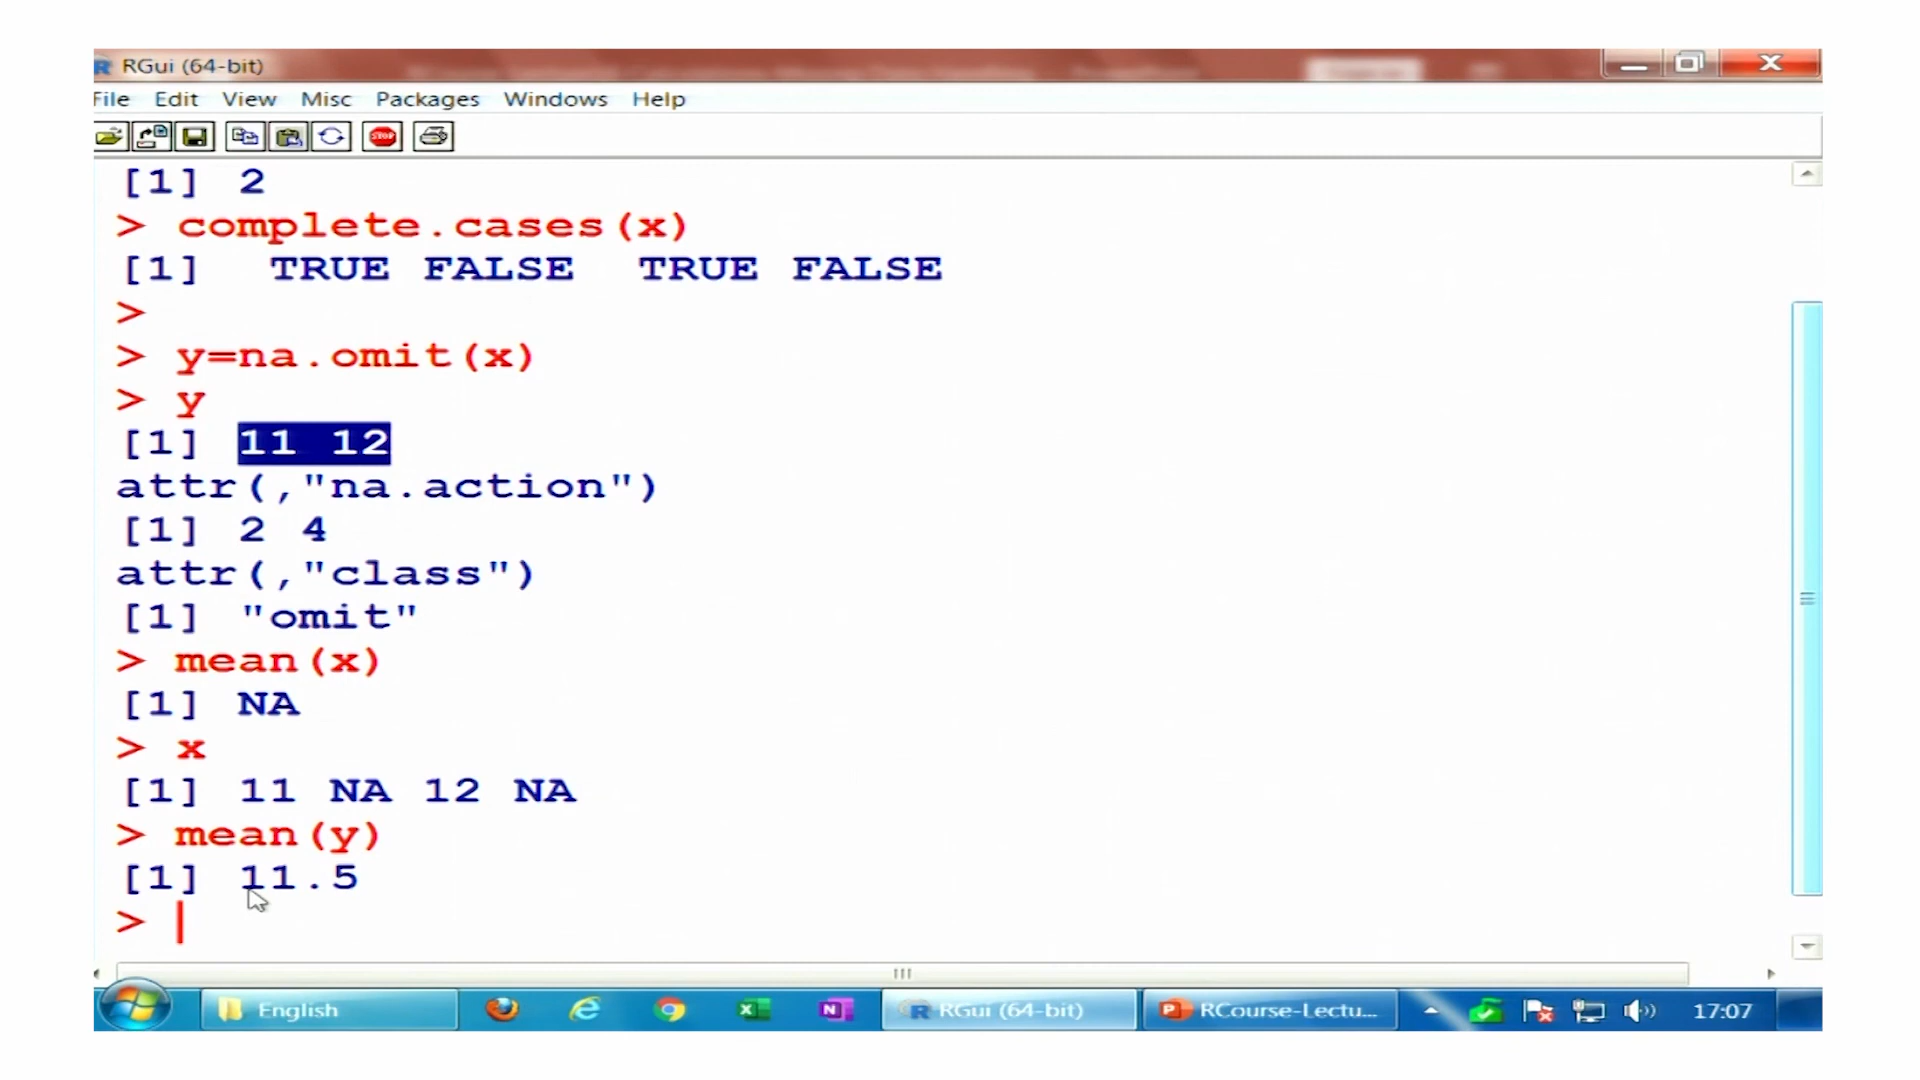 RGui (64-bit)
File Edit View Misc Packages Windows Help
STOP
[1] 2
> complete.cases(x)
[1]  TRUE FALSE  TRUE FALSE
>
> y=na.omit(x)
> y
[1] 11 12
attr(,"na.action")
[1] 2 4
attr(,"class")
[1] "omit"
> mean(x)
[1] NA
> x
[1] 11 NA 12 NA
> mean(y)
[1] 11.5
>
English RGui (64-bit) RCourse-Lectu... 17:07